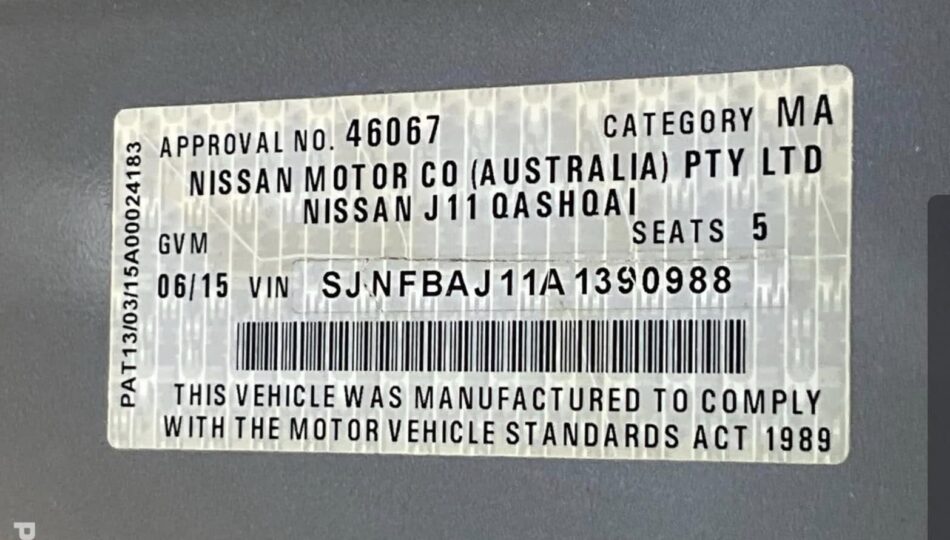 APPROVAL NO. 46067 CATEGORY MA
NISSAN MOTOR CO (AUSTRALIA) PTY LTD
NISSAN J11 QASHQAI
GVM SEATS 5
06/15 VIN SJNFBAJ11A1390988
THIS VEHICLE WAS MANUFACTURED TO COMPLY
WITH THE MOTOR VEHICLE STANDARDS ACT 1989
PAT13/03/15A00024183
P